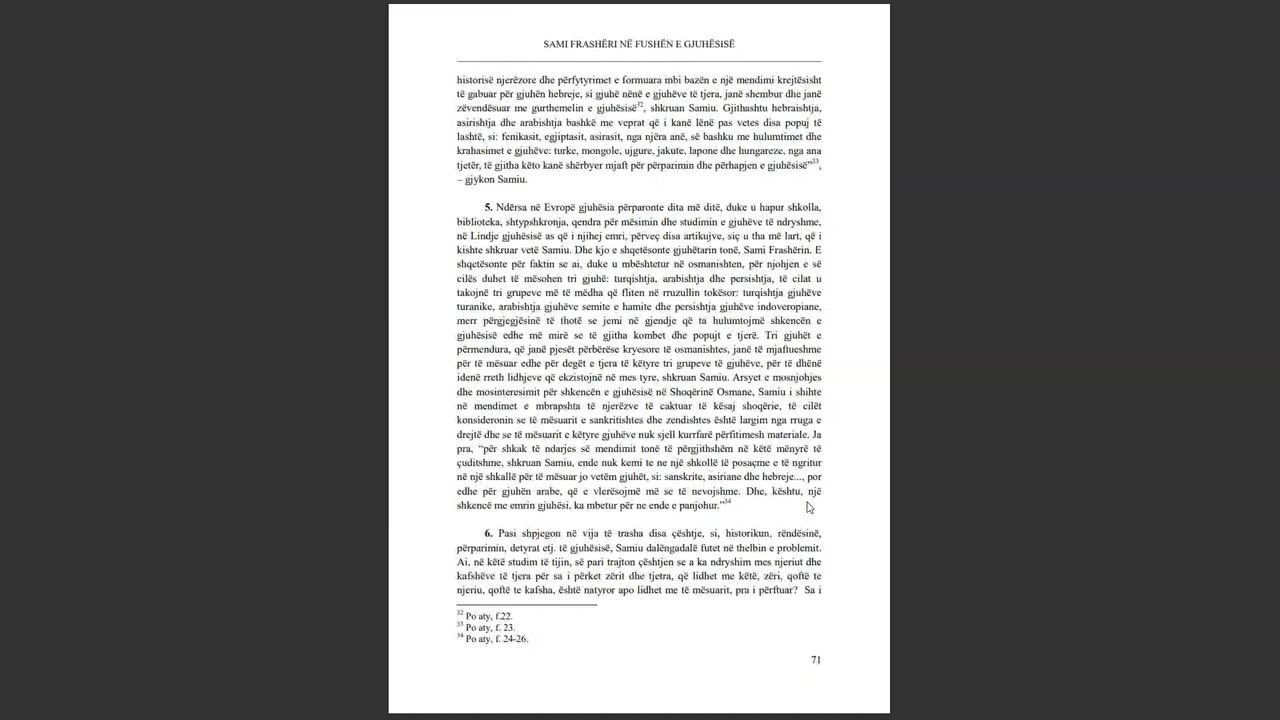 SAMI FRASHËRI NË FUSHËN E GJUHËSISË
historisë njerëzore dhe përfytyrimet e formuara mbi bazën e një mendimi krejtësisht
të gabuar për gjuhën hebreje, si gjuhë nënë e gjuhëve të tjera, janë shembur dhe janë
zëvendësuar me gurthemelin e gjuhësisë32, shkruan Samiu. Gjithashtu hebraishtja,
asirishtja dhe arabishtja bashkë me veprat që i kanë lënë pas vetes disa popuj të
lashtë, si: fenikasit, egjiptasit, asirasit, nga njëra anë, së bashku me hulumtimet dhe
krahasimet e gjuhëve: turke, mongole, ujgure, jakute, lapone dhe hungareze, nga ana
tjetër, të gjitha këto kanë shërbyer mjaft për përparimin dhe përhapjen e gjuhësisë”33,
– gjykon Samiu.
5. Ndërsa në Evropë gjuhësia përparonte dita më ditë, duke u hapur shkolla,
biblioteka, shtypshkronja, qendra për mësimin dhe studimin e gjuhëve të ndryshme,
në Lindje gjuhësisë as që i njihej emri, përveç disa artikujve, siç u tha më lart, që i
kishte shkruar vetë Samiu. Dhe kjo e shqetësonte gjuhëtarin tonë, Sami Frashërin. E
shqetësonte për faktin se ai, duke u mbështetur në osmanishten, për njohjen e së
cilës duhet të mësohen tri gjuhë: turqishtja, arabishtja dhe persishtja, të cilat u
takojnë tri grupeve më të mëdha që fliten në rruzullin tokësor: turqishtja gjuhëve
turanike, arabishtja gjuhëve semite e hamite dhe persishtja gjuhëve indoveropiane,
merr përgjegjësinë të thotë se jemi në gjendje që ta hulumtojmë shkencën e
gjuhësisë edhe më mirë se të gjitha kombet dhe popujt e tjerë. Tri gjuhët e
përmendura, që janë pjesët përbërëse kryesore të osmanishtes, janë të mjaftueshme
për të mësuar edhe për degët e tjera të këtyre tri grupeve të gjuhëve, për të dhënë
idenë rreth lidhjeve që ekzistojnë në mes tyre, shkruan Samiu. Arsyet e mosnjohjes
dhe mosinteresimit për shkencën e gjuhësisë në Shoqërinë Osmane, Samiu i shihte
në mendimet e mbrapshta të njerëzve të caktuar të kësaj shoqërie, të cilët
konsideronin se të mësuarit e sankritishtes dhe zendishtes është largim nga rruga e
drejtë dhe se të mësuarit e këtyre gjuhëve nuk sjell kurrfarë përfitimesh materiale. Ja
pra, “për shkak të ndarjes së mendimit tonë të përgjithshëm në këtë mënyrë të
çuditshme, shkruan Samiu, ende nuk kemi te ne një shkollë të posaçme e të ngritur
në një shkallë për të mësuar jo vetëm gjuhët, si: sanskrite, asiriane dhe hebreje..., por
edhe për gjuhën arabe, që e vlerësojmë më se të nevojshme. Dhe, kështu, një
shkencë me emrin gjuhësi, ka mbetur për ne ende e panjohur.”34
6. Pasi shpjegon në vija të trasha disa çështje, si, historikun, rëndësinë,
përparimin, detyrat etj. të gjuhësisë, Samiu dalëngadalë futet në thelbin e problemit.
Ai, në këtë studim të tijin, së pari trajton çështjen se a ka ndryshim mes njeriut dhe
kafshëve të tjera për sa i përket zërit dhe tjetra, që lidhet me këtë, zëri, qoftë te
njeriu, qoftë te kafsha, është natyror apo lidhet me të mësuarit, pra i përftuar? Sa i
32 Po aty, f.22.
33 Po aty, f. 23.
34 Po aty, f. 24-26.
71